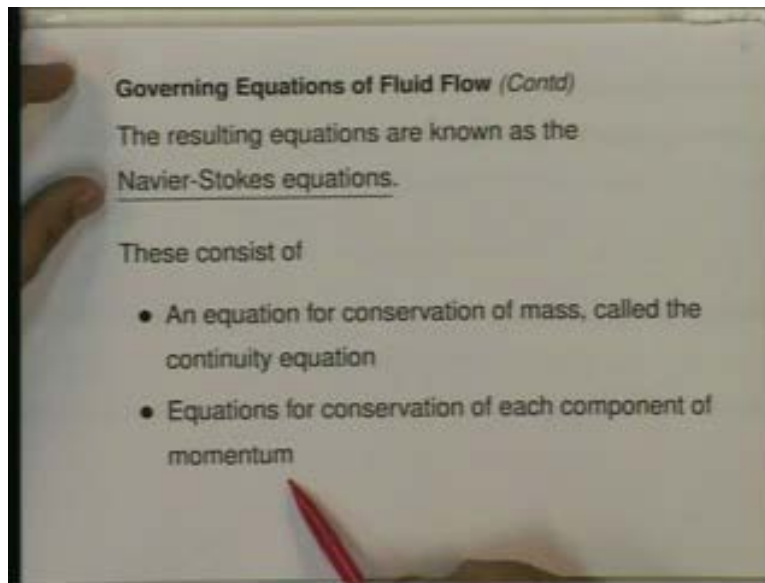 Governing Equations of Fluid Flow (Contd)
The resulting equations are known as the
Navier-Stokes equations.
These consist of
● An equation for conservation of mass, called the
continuity equation
● Equations for conservation of each component of
momentum